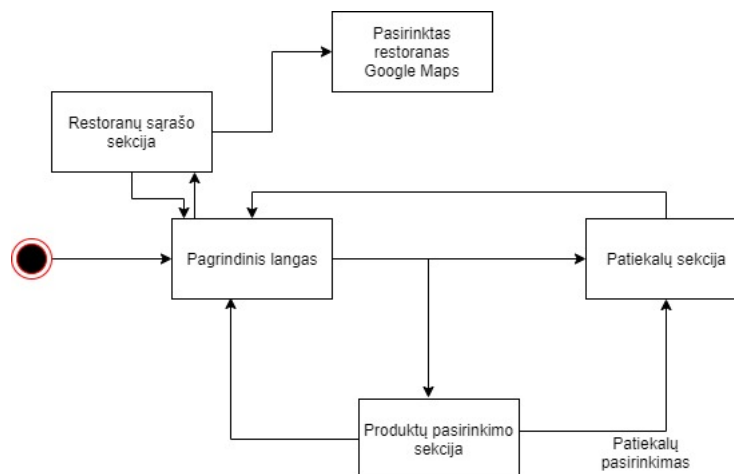 Pasirinktas
restoranas
Google Maps
Restoranų sąrašo
sekcija
Pagrindinis langas
Patiekalų sekcija
Produktų pasirinkimo
sekcija
Patiekalų
pasirinkimas